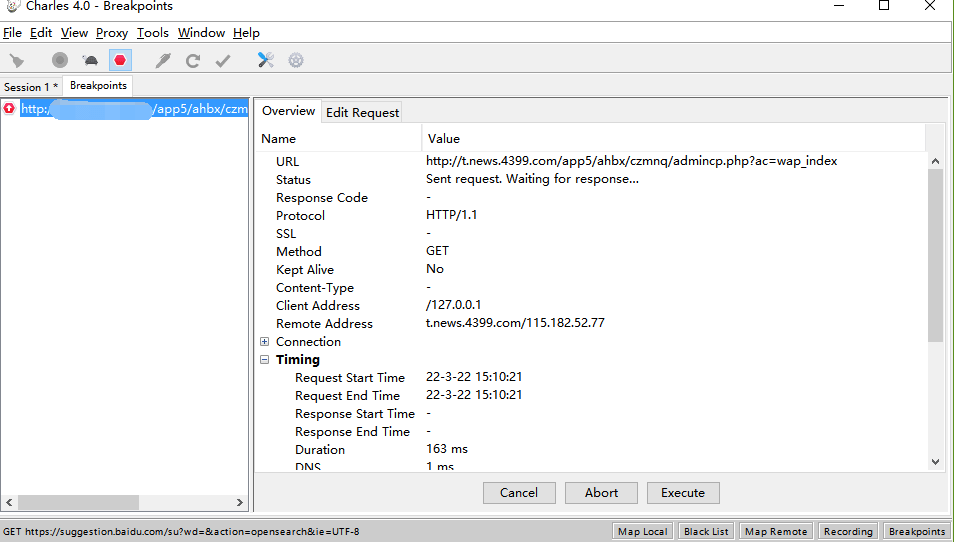 Charles 4.0 - Breakpoints
File Edit View Proxy Tools Window Help
Session 1 * Breakpoints
http:/ /app5/ahbx/czm
Overview Edit Request
Name Value
URL http://t.news.4399.com/app5/ahbx/czmnq/admincp.php?ac=wap_index
Status Sent request. Waiting for response...
Response Code -
Protocol HTTP/1.1
SSL -
Method GET
Kept Alive No
Content-Type -
Client Address /127.0.0.1
Remote Address t.news.4399.com/115.182.52.77
Connection
Timing
Request Start Time 22-3-22 15:10:21
Request End Time 22-3-22 15:10:21
Response Start Time -
Response End Time -
Duration 163 ms
DNS 1 ms
Cancel Abort Execute
GET https://suggestion.baidu.com/su?wd=&action=opensearch&ie=UTF-8 Map Local Black List Map Remote Recording Breakpoints